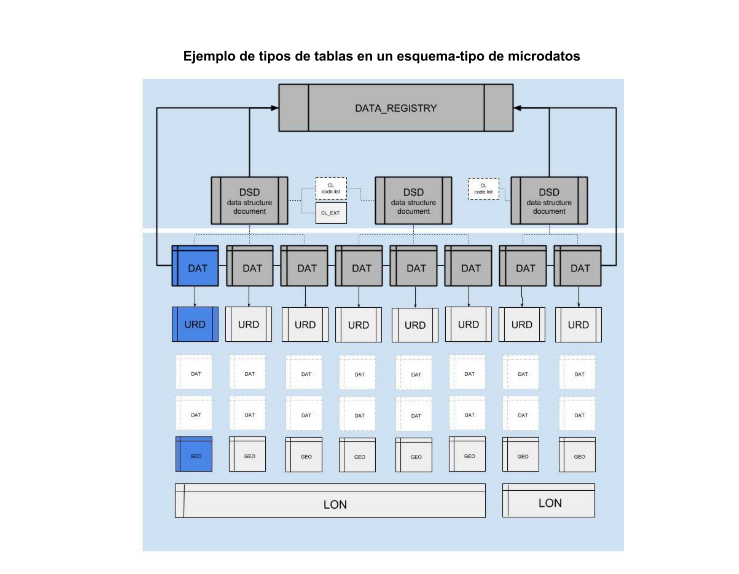 Ejemplo de tipos de tablas en un esquema-tipo de microdatos
DATA_REGISTRY
DSD
data structure
document
CL
code list
CL_EXT
DSD
data structure
document
CL
code list
DSD
data structure
document
DAT DAT DAT DAT DAT DAT DAT DAT
URD URD URD URD URD URD URD URD
DAT DAT DAT DAT DAT DAT DAT DAT
DAT DAT DAT DAT DAT DAT DAT DAT
GEO GEO GEO GEO GEO GEO GEO GEO
LON LON